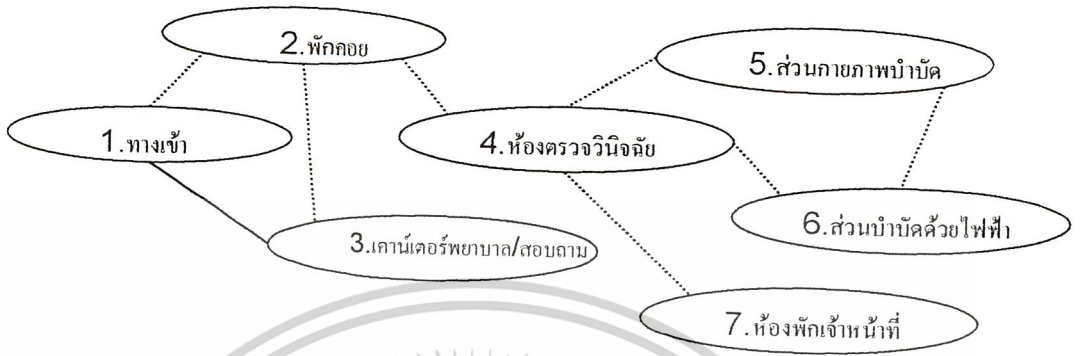 1.ทางเข้า
2.พักคอย
3.เคาน์เตอร์พยาบาล/สอบถาม
4.ห้องตรวจวินิจฉัย
5.ส่วนกายภาพบำบัด
6.ส่วนบำบัดด้วยไฟฟ้า
7.ห้องพักเจ้าหน้าที่